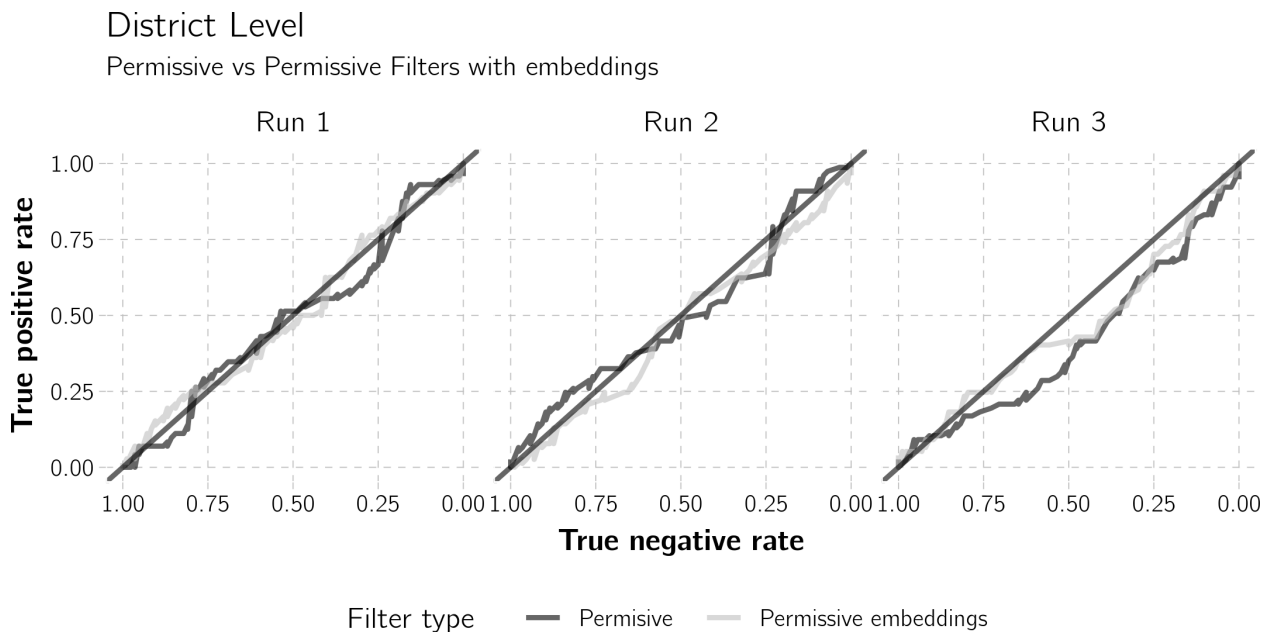 District Level
Permissive vs Permissive Filters with embeddings
Run 1 Run 2 Run 3
True positive rate
1.00
0.75
0.50
0.25
0.00
1.00 0.75 0.50 0.25 0.00 1.00 0.75 0.50 0.25 0.00 1.00 0.75 0.50 0.25 0.00
True negative rate
Filter type Permisive Permissive embeddings